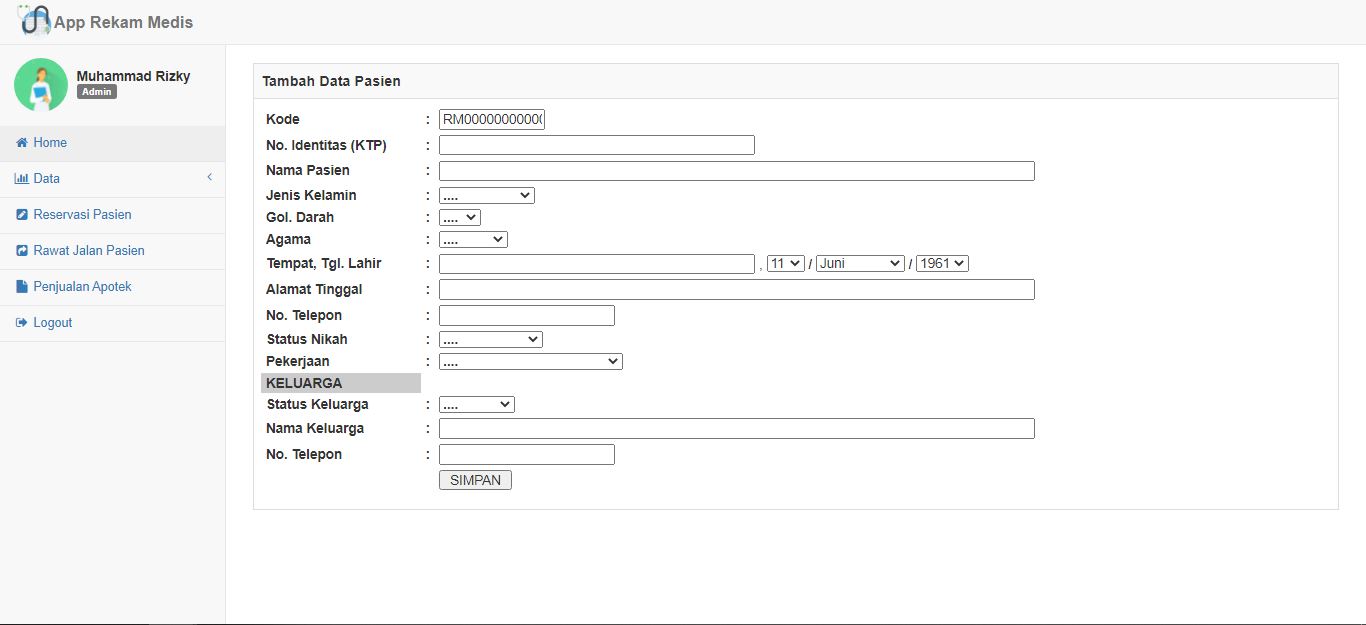 App Rekam Medis
Muhammad Rizky
Admin
Home
Data
Reservasi Pasien
Rawat Jalan Pasien
Penjualan Apotek
Logout
Tambah Data Pasien
Kode : RM0000000000
No. Identitas (KTP) :
Nama Pasien :
Jenis Kelamin : ....
Gol. Darah : ....
Agama : ....
Tempat, Tgl. Lahir : , 11 / Juni / 1961
Alamat Tinggal :
No. Telepon :
Status Nikah : ....
Pekerjaan : ....
KELUARGA
Status Keluarga : ....
Nama Keluarga :
No. Telepon :
SIMPAN